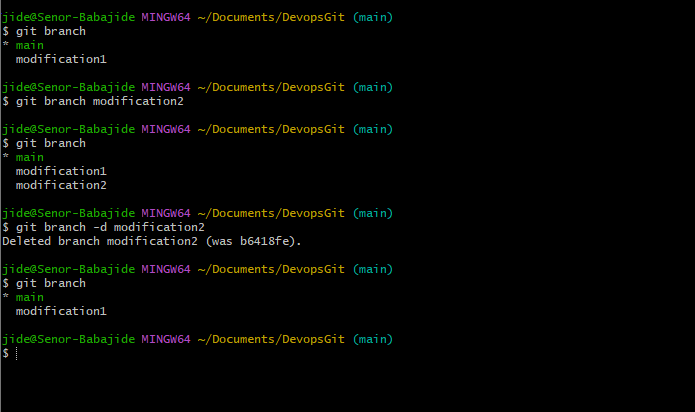 jide@Senor-Babajide MINGW64 ~/Documents/DevopsGit (main)
$ git branch
* main
  modification1
jide@Senor-Babajide MINGW64 ~/Documents/DevopsGit (main)
$ git branch modification2
jide@Senor-Babajide MINGW64 ~/Documents/DevopsGit (main)
$ git branch
* main
  modification1
  modification2
jide@Senor-Babajide MINGW64 ~/Documents/DevopsGit (main)
$ git branch -d modification2
Deleted branch modification2 (was b6418fe).
jide@Senor-Babajide MINGW64 ~/Documents/DevopsGit (main)
$ git branch
* main
  modification1
jide@Senor-Babajide MINGW64 ~/Documents/DevopsGit (main)
$